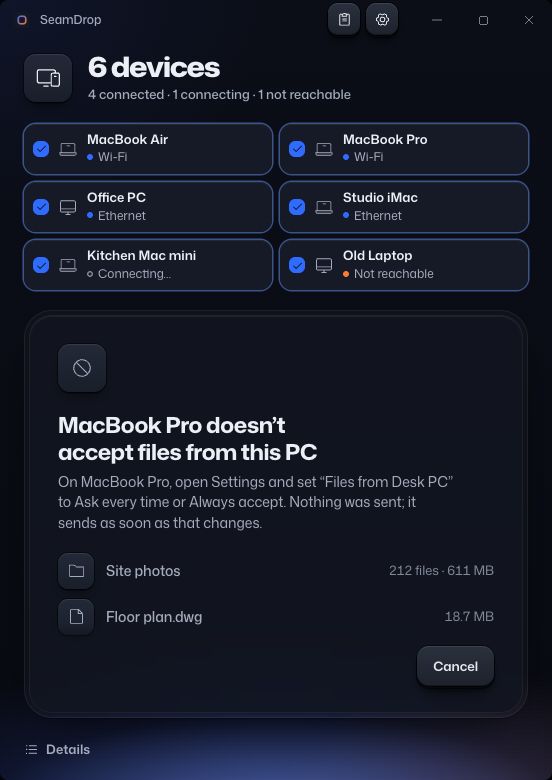 SeamDrop
6 devices
4 connected · 1 connecting · 1 not reachable
MacBook Air
Wi-Fi
MacBook Pro
Wi-Fi
Office PC
Ethernet
Studio iMac
Ethernet
Kitchen Mac mini
Connecting...
Old Laptop
Not reachable
MacBook Pro doesn’t
accept files from this PC
On MacBook Pro, open Settings and set “Files from Desk PC”
to Ask every time or Always accept. Nothing was sent; it
sends as soon as that changes.
Site photos
212 files · 611 MB
Floor plan.dwg
18.7 MB
Cancel
Details